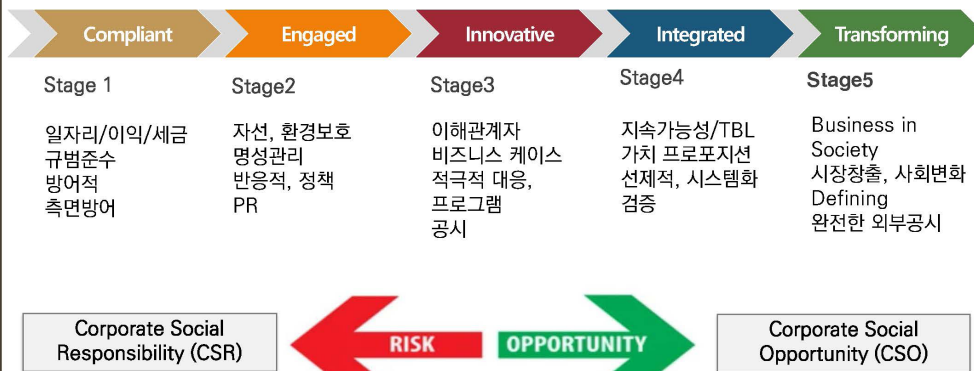 Compliant
Engaged
Innovative
Integrated
Transforming
Stage 1
일자리/이익/세금
규범준수
방어적
측면방어
Stage2
자선, 환경보호
명성관리
반응적, 정책
PR
Stage3
이해관계자
비즈니스 케이스
적극적 대응,
프로그램
공시
Stage4
지속가능성/TBL
가치 프로포지션
선제적, 시스템화
검증
Stage5
Business in
Society
시장창출, 사회변화
Defining
완전한 외부공시
Corporate Social
Responsibility (CSR)
RISK
OPPORTUNITY
Corporate Social
Opportunity (CSO)